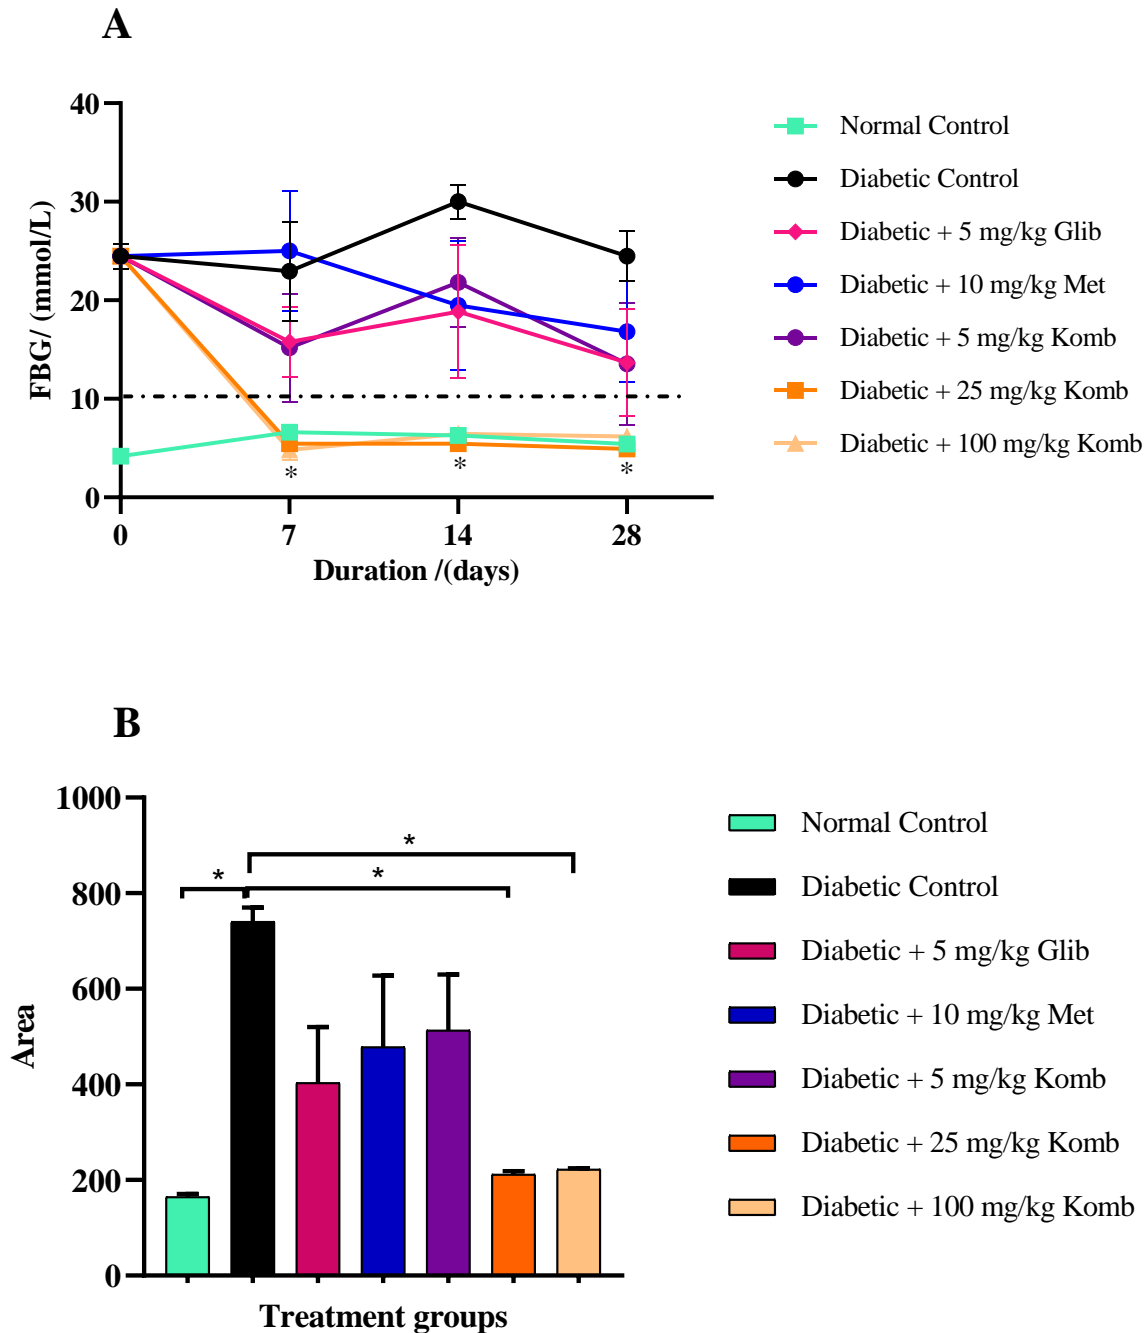 A
40
30
20
10
0
FBG/ (mmol/L)
0 7 14 28
Duration /(days)
* * *
Normal Control
Diabetic Control
Diabetic + 5 mg/kg Glib
Diabetic + 10 mg/kg Met
Diabetic + 5 mg/kg Komb
Diabetic + 25 mg/kg Komb
Diabetic + 100 mg/kg Komb
B
1000
800
600
400
200
0
Area
*
*
*
Treatment groups
Normal Control
Diabetic Control
Diabetic + 5 mg/kg Glib
Diabetic + 10 mg/kg Met
Diabetic + 5 mg/kg Komb
Diabetic + 25 mg/kg Komb
Diabetic + 100 mg/kg Komb